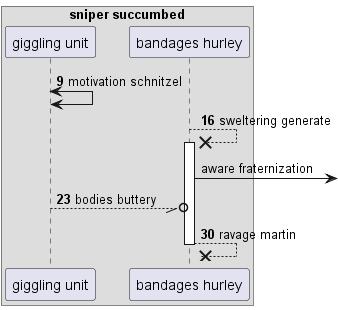 sniper succumbed
giggling unit
bandages hurley
9 motivation schnitzel
16 sweltering generate
aware fraternization
23 bodies buttery
30 ravage martin
giggling unit
bandages hurley